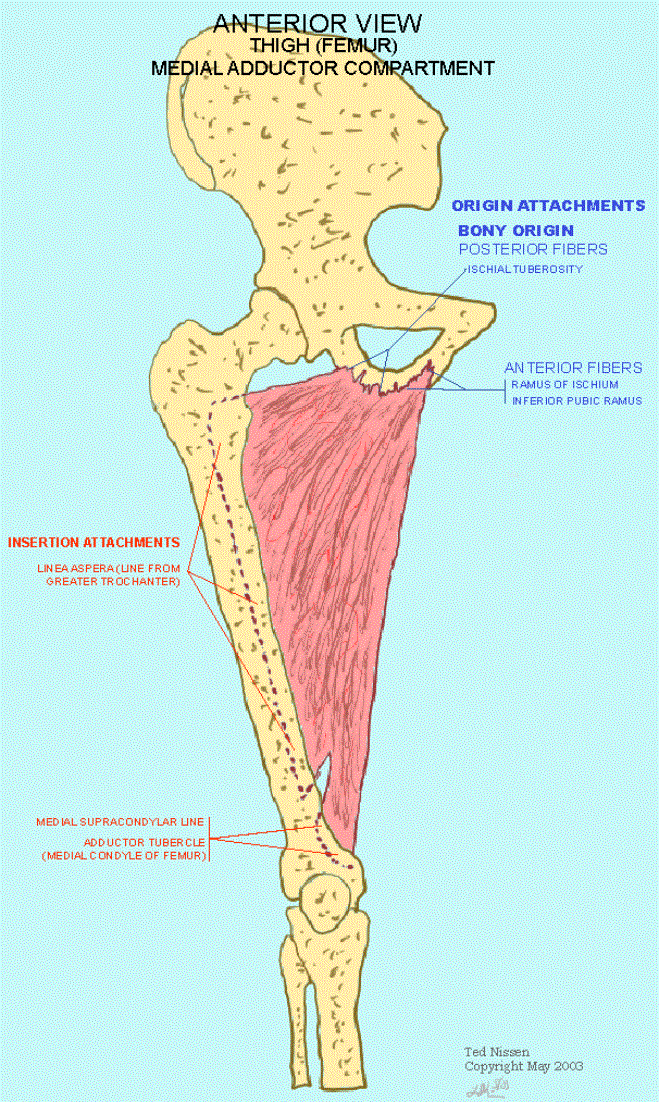 ANTERIOR VIEW
THIGH (FEMUR)
MEDIAL ADDUCTOR COMPARTMENT
ORIGIN ATTACHMENTS
BONY ORIGIN
POSTERIOR FIBERS
ISCHIAL TUBEROSITY
ANTERIOR FIBERS
RAMUS OF ISCHIUM
INFERIOR PUBIC RAMUS
INSERTION ATTACHMENTS
LINEA ASPERA (LINE FROM
GREATER TROCHANTER)
MEDIAL SUPRACONDYLAR LINE
ADDUCTOR TUBERCLE
(MEDIAL CONDYLE OF FEMUR)
Ted Nissen
Copyright May 2003